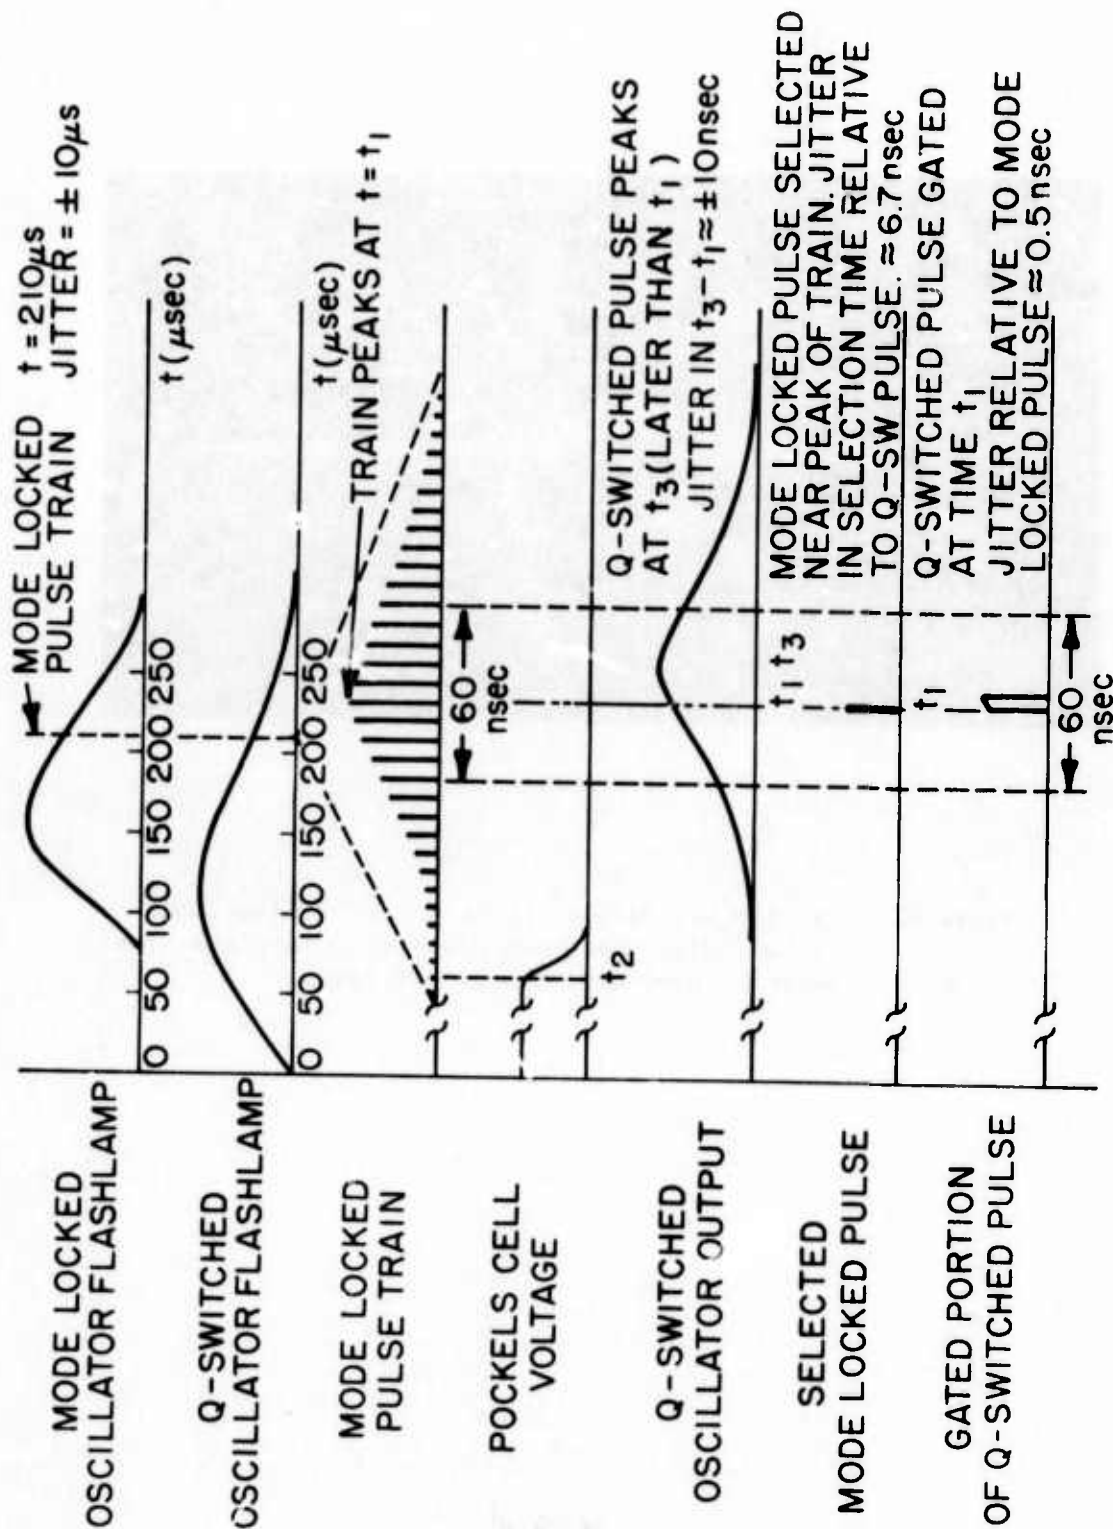 MODE LOCKED
OSCILLATOR FLASHLAMP
MODE LOCKED
PULSE TRAIN
t = 210μs
JITTER = ± 10μs
0 50 100 150 200 250
t(μsec)
Q-SWITCHED
OSCILLATOR FLASHLAMP
0 50 100 150 200 250
t(μsec)
MODE LOCKED
PULSE TRAIN
TRAIN PEAKS AT t = t1
60
nsec
POCKELS CELL
VOLTAGE
t2
Q-SWITCHED
OSCILLATOR OUTPUT
Q-SWITCHED PULSE PEAKS
AT t3 (LATER THAN t1)
JITTER IN t3 - t1 ≈ ± 10nsec
t1 t3
SELECTED
MODE LOCKED PULSE
MODE LOCKED PULSE SELECTED
NEAR PEAK OF TRAIN. JITTER
IN SELECTION TIME RELATIVE
TO Q-SW PULSE. ≈ 6.7nsec
t1
GATED PORTION
OF Q-SWITCHED PULSE
Q-SWITCHED PULSE GATED
AT TIME t1
JITTER RELATIVE TO MODE
LOCKED PULSE ≈ 0.5nsec
60
nsec